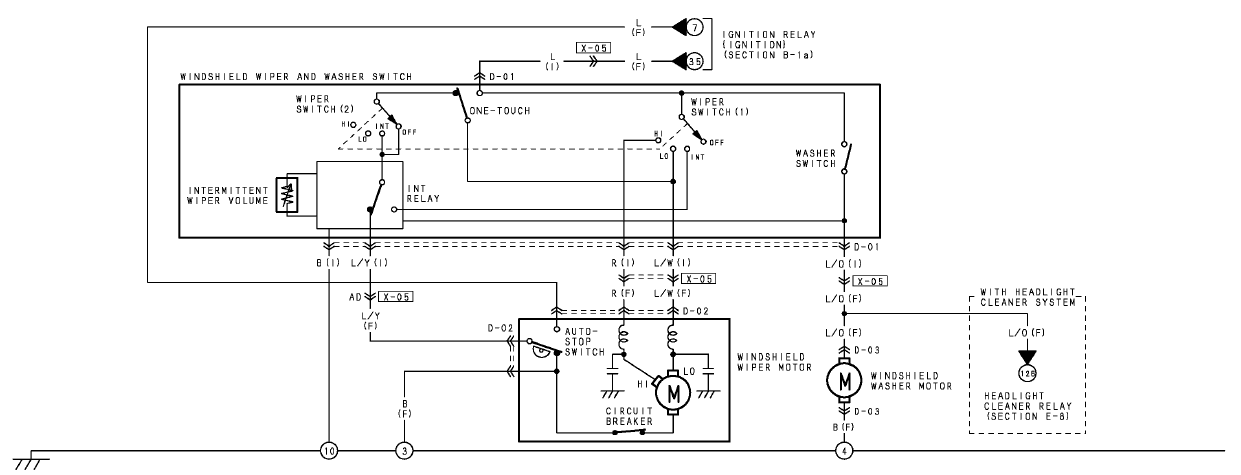 L
(F)
7
IGNITION RELAY
(IGNITION)
(SECTION B-1a)
L
(I)
X-05
L
(F)
35
D-01
WINDSHIELD WIPER AND WASHER SWITCH
WIPER
SWITCH(2)
HI
LO
INT
OFF
ONE-TOUCH
WIPER
SWITCH(1)
HI
LO
INT
OFF
WASHER
SWITCH
INTERMITTENT
WIPER VOLUME
INT
RELAY
D-01
B(I)
L/Y(I)
R(I)
L/W(I)
L/O(I)
X-05
X-05
AD
X-05
R(F)
L/W(F)
L/O(F)
L/Y
(F)
D-02
D-02
AUTO-
STOP
SWITCH
WITH HEADLIGHT
CLEANER SYSTEM
L/O(F)
L/O(F)
D-03
WINDSHIELD
WIPER MOTOR
HI
LO
M
M
WINDSHIELD
WASHER MOTOR
126
HEADLIGHT
CLEANER RELAY
(SECTION E-8)
B
(F)
CIRCUIT
BREAKER
D-03
B(F)
10
3
4